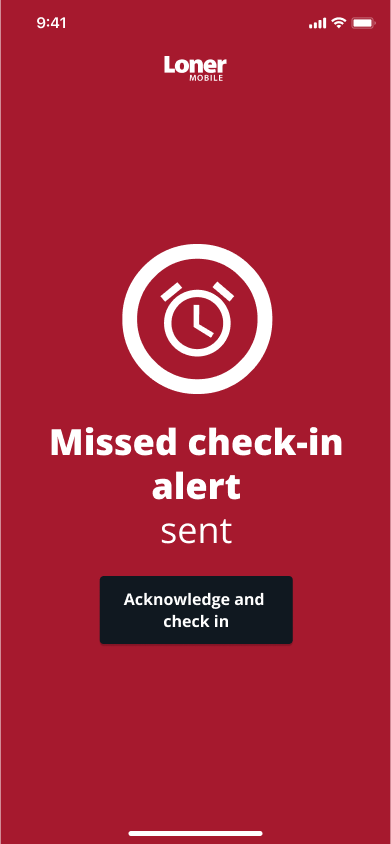 9:41
Loner
MOBILE
Missed check-in
alert
sent
Acknowledge and
check in